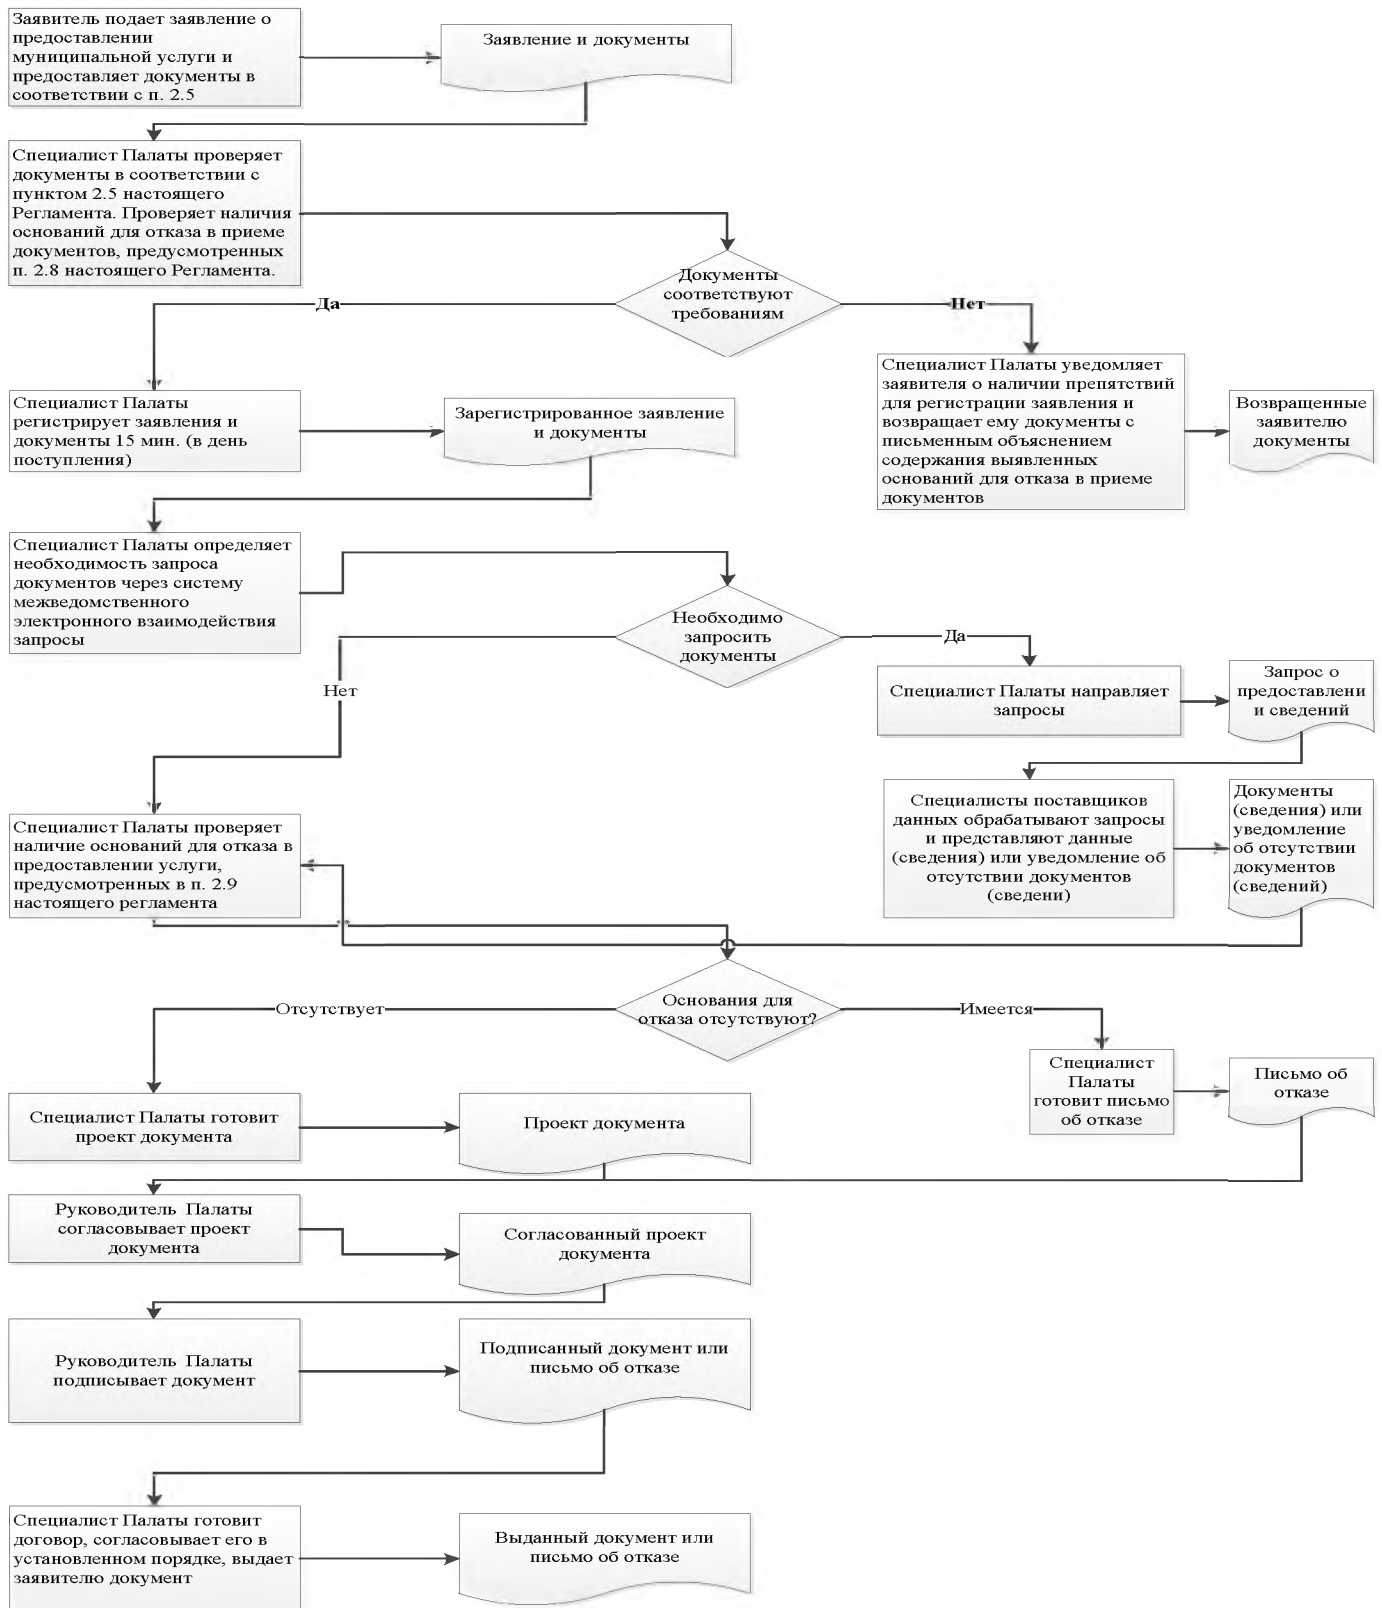 Заявитель подает заявление о
предоставлении
муниципальной услуги и
предоставляет документы в
соответствии с п. 2.5
Заявление и документы
Специалист Палаты проверяет
документы в соответствии с
пунктом 2.5 настоящего
Регламента. Проверяет наличия
оснований для отказа в приеме
документов, предусмотренных
п. 2.8 настоящего Регламента.
Документы
соответствуют
требованиям
Да
Нет
Специалист Палаты
регистрирует заявления и
документы 15 мин. (в день
поступления)
Зарегистрированное заявление
и документы
Специалист Палаты уведомляет
заявителя о наличии препятствий
для регистрации заявления и
возвращает ему документы с
письменным объяснением
содержания выявленных
оснований для отказа в приеме
документов
Возвращенные
заявителю
документы
Специалист Палаты определяет
необходимость запроса
документов через систему
межведомственного
электронного взаимодействия
запросы
Необходимо
запросить
документы
Да
Нет
Специалист Палаты направляет
запросы
Запрос о
предоставлени
и сведений
Специалисты поставщиков
данных обрабатывают запросы
и представляют данные
(сведения) или уведомление об
отсутствии документов
(сведени)
Документы
(сведения) или
уведомление
об отсутствии
документов
(сведений)
Специалист Палаты проверяет
наличие оснований для отказа в
предоставлении услуги,
предусмотренных в п. 2.9
настоящего регламента
Основания для
отказа отсутствуют?
Отсутствует
Имеется
Специалист
Палаты
готовит письмо
об отказе
Письмо об
отказе
Специалист Палаты готовит
проект документа
Проект документа
Руководитель Палаты
согласовывает проект
документа
Согласованный проект
документа
Руководитель Палаты
подписывает документ
Подписанный документ или
письмо об отказе
Специалист Палаты готовит
договор, согласовывает его в
установленном порядке, выдает
заявителю документ
Выданный документ или
письмо об отказе